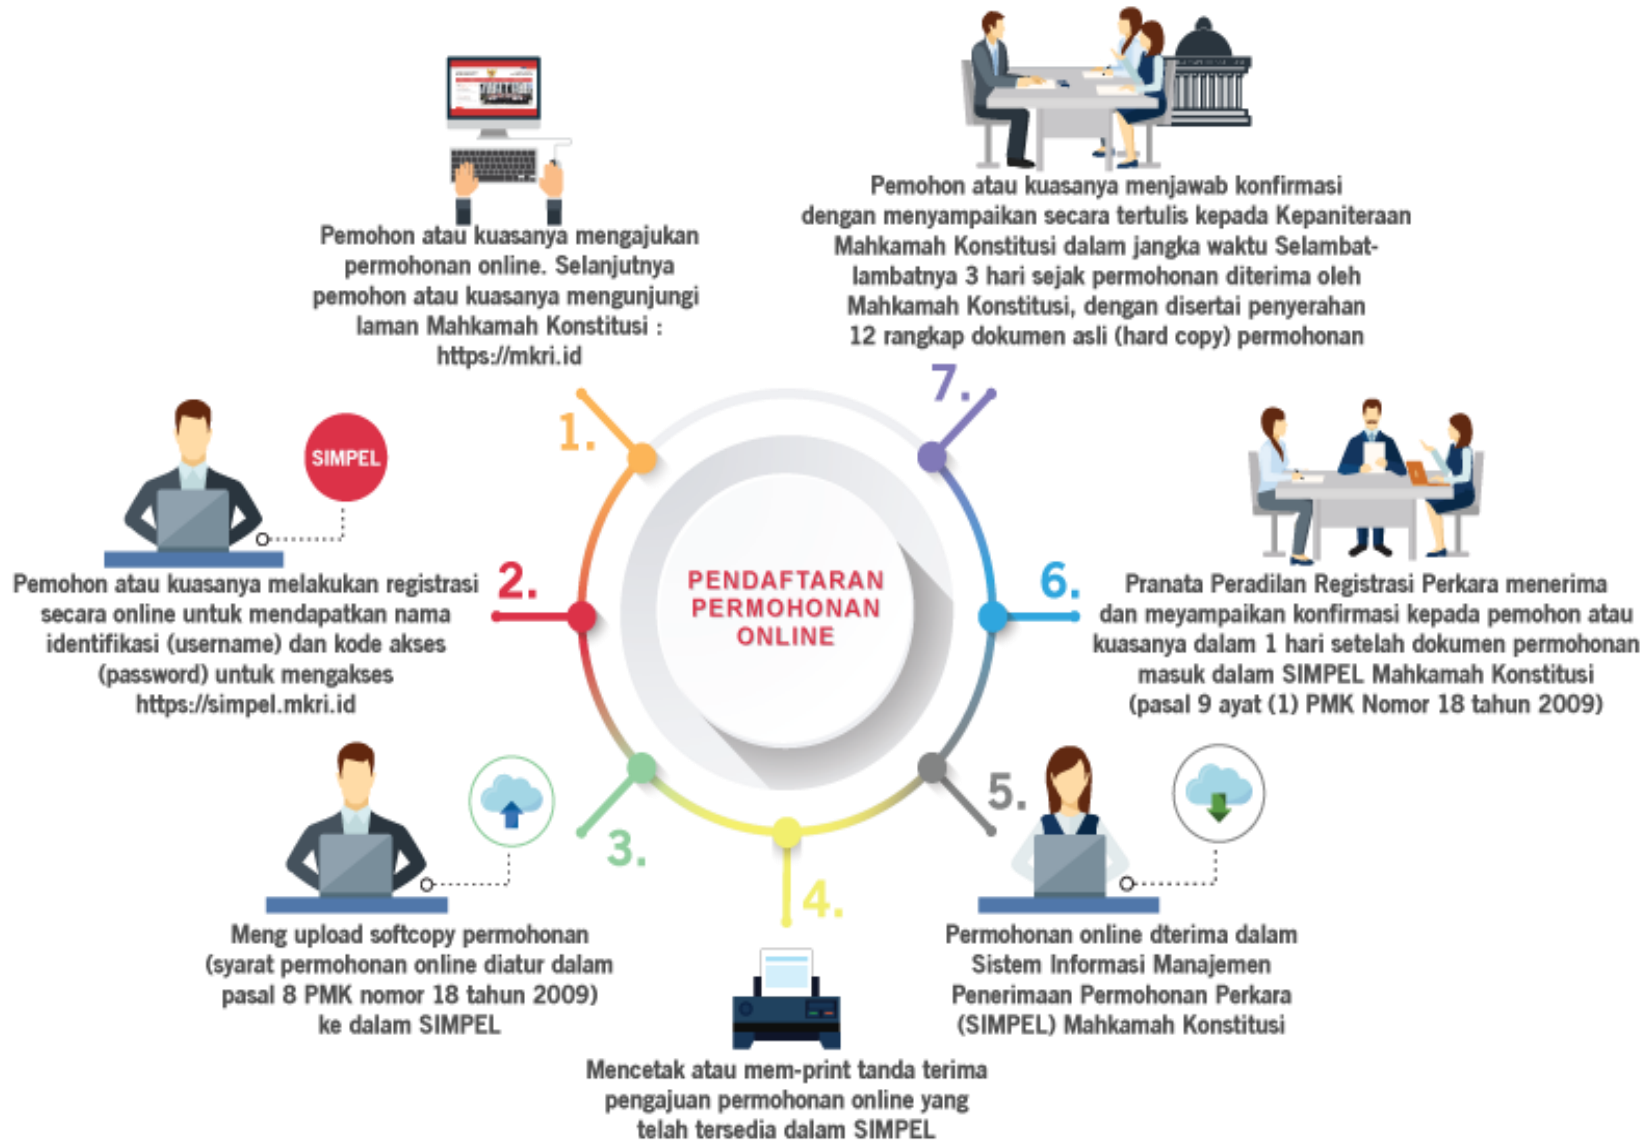 PENDAFTARAN
PERMOHONAN
ONLINE
1.
Pemohon atau kuasanya mengajukan
permohonan online. Selanjutnya
pemohon atau kuasanya mengunjungi
laman Mahkamah Konstitusi :
https://mkri.id
2.
SIMPEL
Pemohon atau kuasanya melakukan registrasi
secara online untuk mendapatkan nama
identifikasi (username) dan kode akses
(password) untuk mengakses
https://simpel.mkri.id
3.
Meng upload softcopy permohonan
(syarat permohonan online diatur dalam
pasal 8 PMK nomor 18 tahun 2009)
ke dalam SIMPEL
4.
Mencetak atau mem-print tanda terima
pengajuan permohonan online yang
telah tersedia dalam SIMPEL
5.
Permohonan online dterima dalam
Sistem Informasi Manajemen
Penerimaan Permohonan Perkara
(SIMPEL) Mahkamah Konstitusi
6.
Pranata Peradilan Registrasi Perkara menerima
dan meyampaikan konfirmasi kepada pemohon atau
kuasanya dalam 1 hari setelah dokumen permohonan
masuk dalam SIMPEL Mahkamah Konstitusi
(pasal 9 ayat (1) PMK Nomor 18 tahun 2009)
7.
Pemohon atau kuasanya menjawab konfirmasi
dengan menyampaikan secara tertulis kepada Kepaniteraan
Mahkamah Konstitusi dalam jangka waktu Selambat-
lambatnya 3 hari sejak permohonan diterima oleh
Mahkamah Konstitusi, dengan disertai penyerahan
12 rangkap dokumen asli (hard copy) permohonan